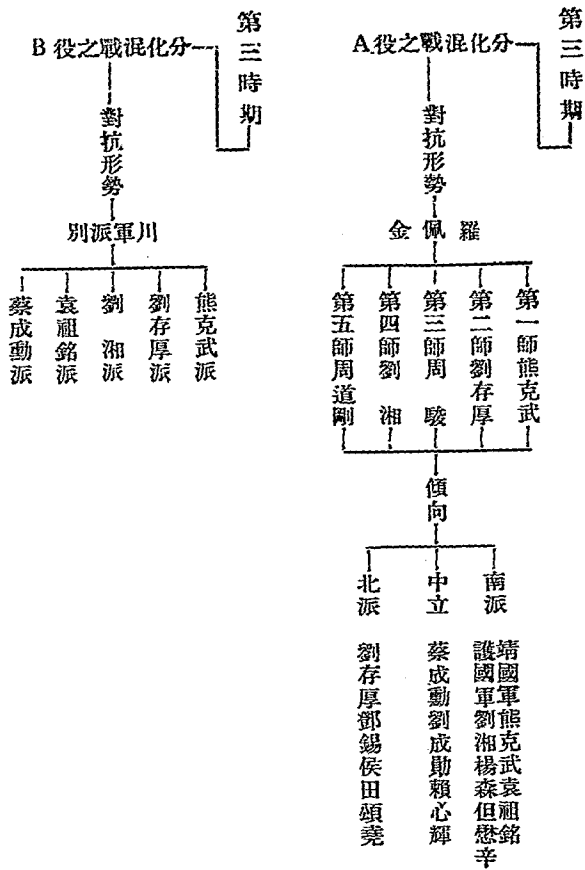 第三時期
分化混戰之役A
對抗形勢
羅佩金
第一師熊克武
第二師劉存厚
第三師周駿
第四師劉湘
第五師周道剛
傾向
南派
靖國軍熊克武袁祖銘
護國軍劉湘楊森但懋辛
中立
蔡成動劉成勛賴心輝
北派
劉存厚鄧錫侯田頌堯
第三時期
分化混戰之役B
對抗形勢
川軍派別
熊克武派
劉存厚派
劉湘派
袁祖銘派
蔡成動派